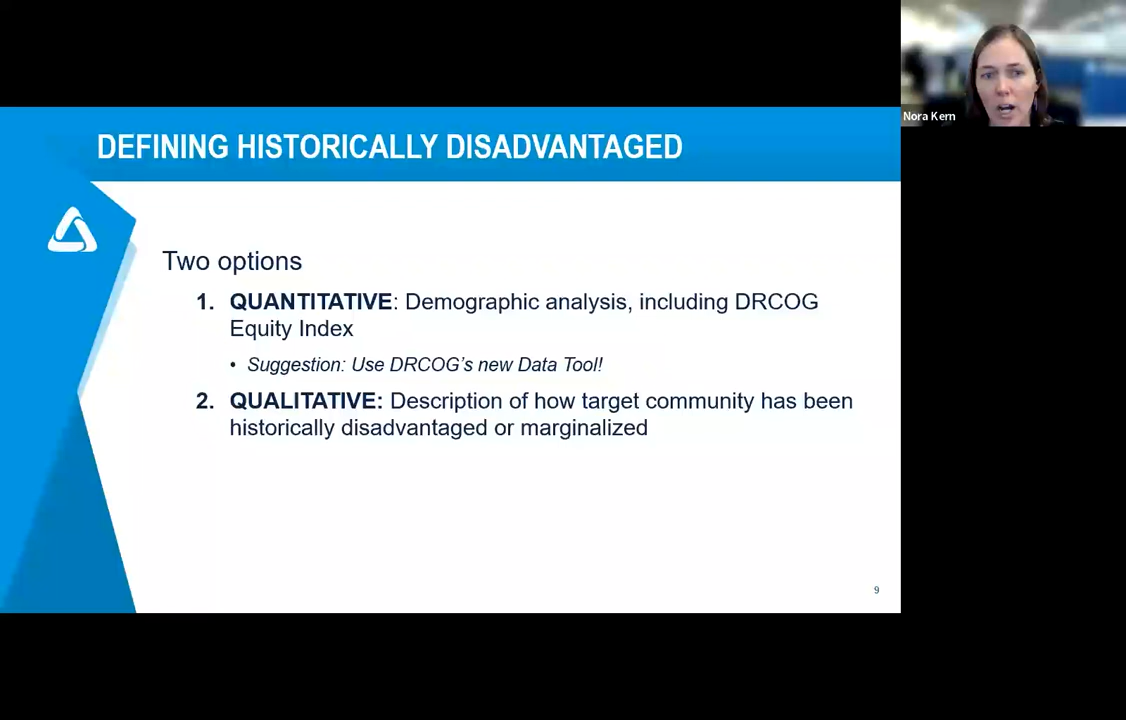 Nora Kern
DEFINING HISTORICALLY DISADVANTAGED
Two options
1. QUANTITATIVE: Demographic analysis, including DRCOG
Equity Index
• Suggestion: Use DRCOG's new Data Tool!
2. QUALITATIVE: Description of how target community has been
historically disadvantaged or marginalized
9